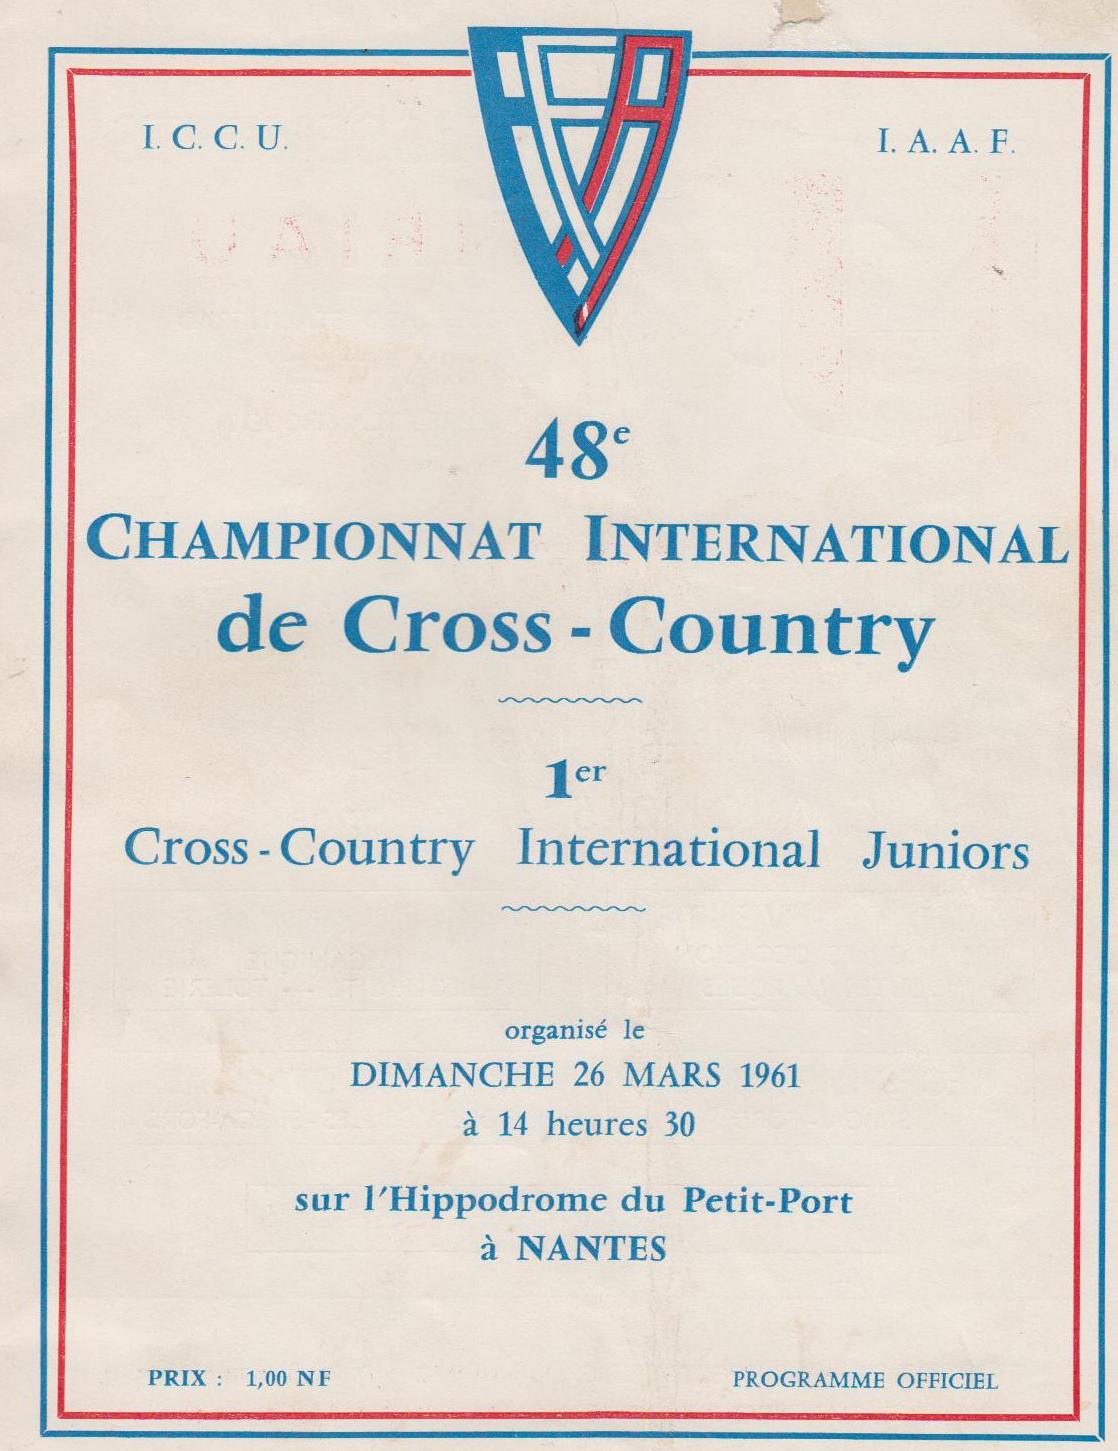 I. C. C. U.
I. A. A. F.
FFA
48e
CHAMPIONNAT INTERNATIONAL
de Cross-Country
1er
Cross-Country International Juniors
organisé le
DIMANCHE 26 MARS 1961
à 14 heures 30
sur l'Hippodrome du Petit-Port
à NANTES
PRIX : 1,00 NF
PROGRAMME OFFICIEL